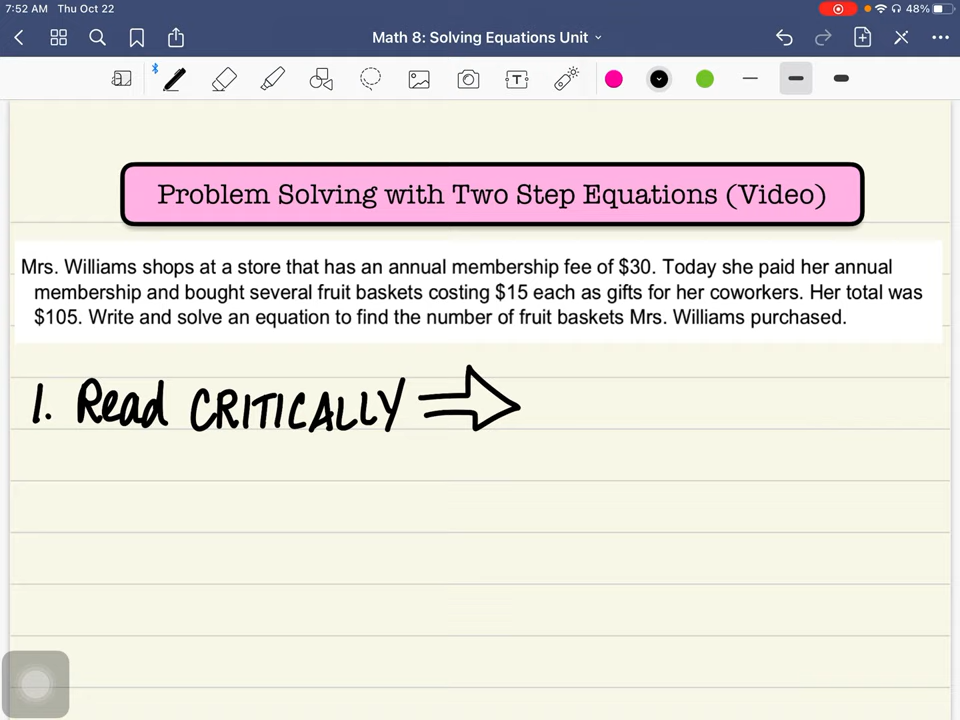 7:52 AM Thu Oct 22
48%
Math 8: Solving Equations Unit
Problem Solving with Two Step Equations (Video)
Mrs. Williams shops at a store that has an annual membership fee of $30. Today she paid her annual
membership and bought several fruit baskets costing $15 each as gifts for her coworkers. Her total was
$105. Write and solve an equation to find the number of fruit baskets Mrs. Williams purchased.
1. Read CRITICALLY